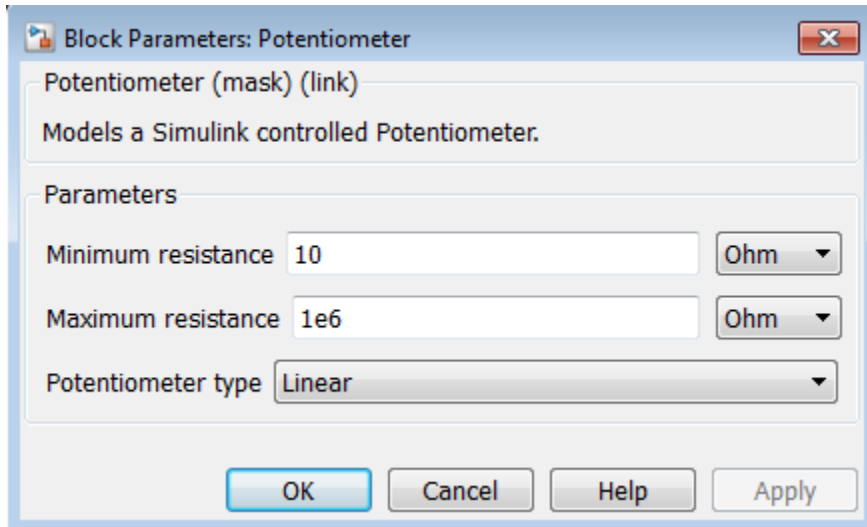 Block Parameters: Potentiometer
Potentiometer (mask) (link)
Models a Simulink controlled Potentiometer.
Parameters
Minimum resistance 10 Ohm
Maximum resistance 1e6 Ohm
Potentiometer type Linear
OK Cancel Help Apply